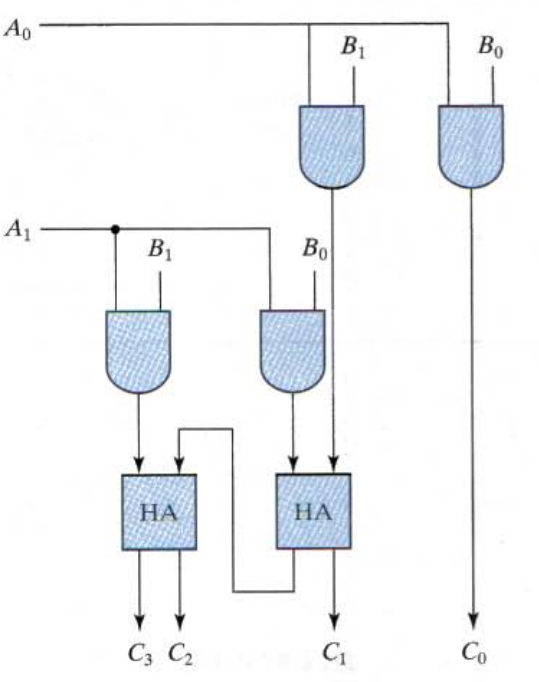 A₀
B₁ B₀
A₁
B₁ B₀
HA HA
C₃ C₂ C₁ C₀